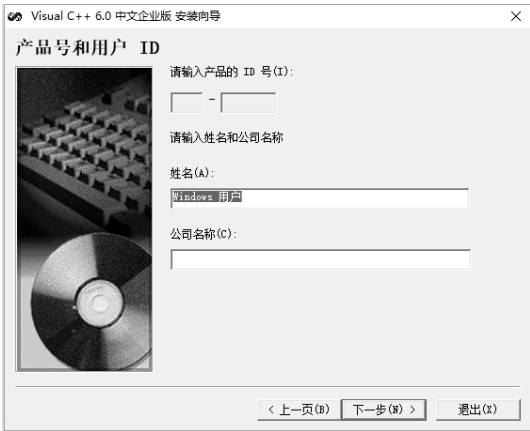 Visual C++ 6.0 中文企业版 安装向导
产品号和用户 ID
请输入产品的 ID 号(I):
-
请输入姓名和公司名称
姓名(A):
Windows 用户
公司名称(C):
< 上一页(B) 下一步(N) > 退出(X)